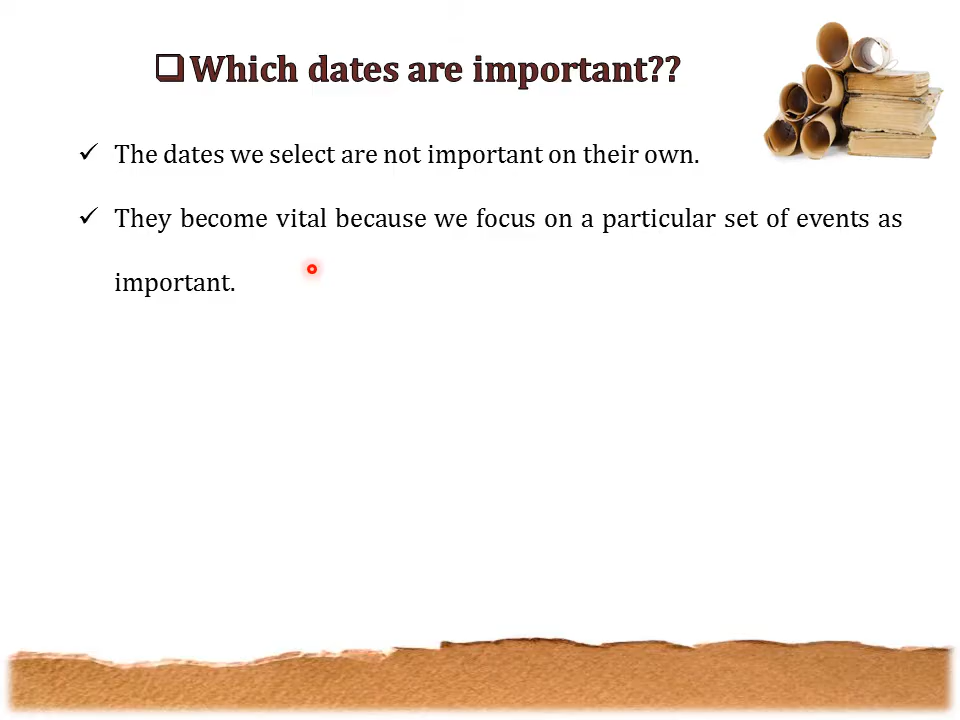 ❑Which dates are important??
✓ The dates we select are not important on their own.
✓ They become vital because we focus on a particular set of events as
important.